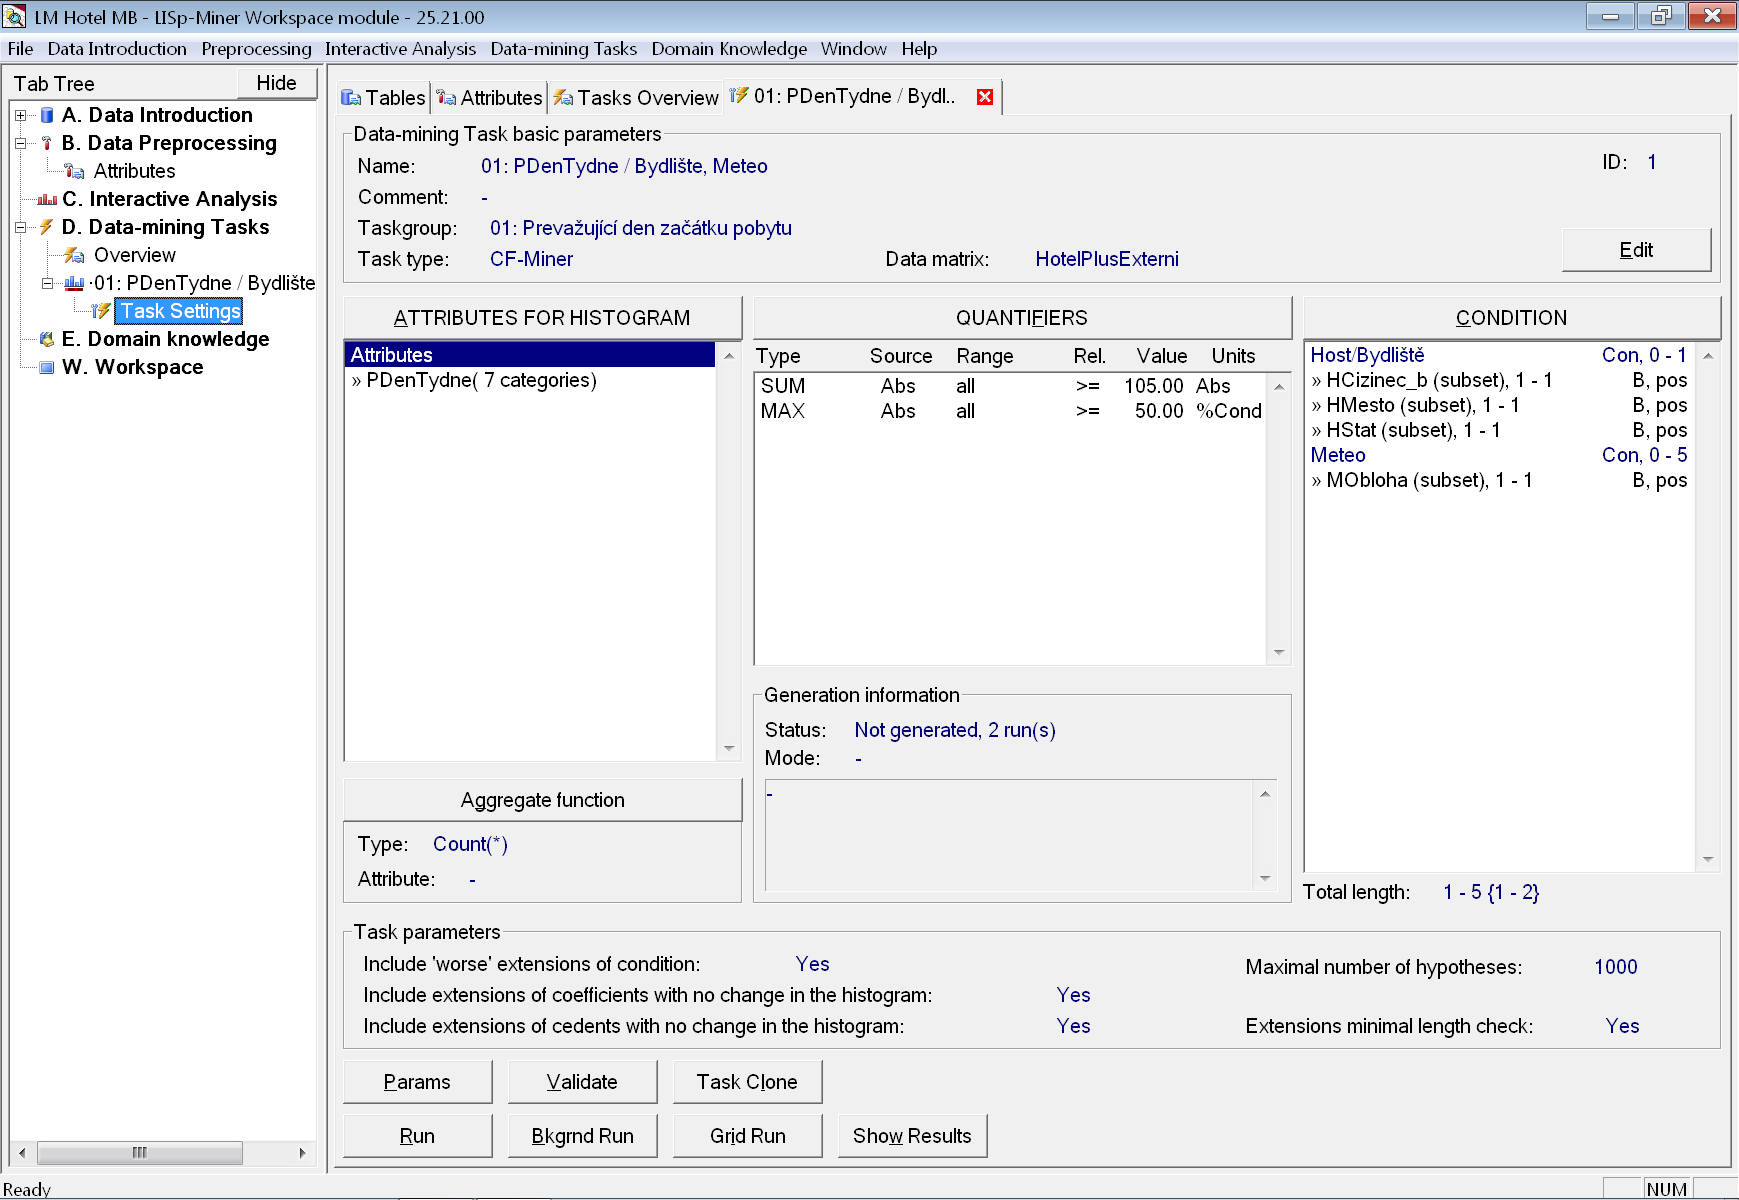 LM Hotel MB - LISp-Miner Workspace module - 25.21.00
File Data Introduction Preprocessing Interactive Analysis Data-mining Tasks Domain Knowledge Window Help
Tab Tree
Hide
A. Data Introduction
B. Data Preprocessing
Attributes
C. Interactive Analysis
D. Data-mining Tasks
Overview
·01: PDenTydne / Bydlište
Task Settings
E. Domain knowledge
W. Workspace
Tables Attributes Tasks Overview 01: PDenTydne / Bydl..
Data-mining Task basic parameters
Name: 01: PDenTydne / Bydlište, Meteo
ID: 1
Comment: -
Taskgroup: 01: Prevažující den začátku pobytu
Task type: CF-Miner
Data matrix: HotelPlusExterni
Edit
ATTRIBUTES FOR HISTOGRAM
Attributes
» PDenTydne( 7 categories)
Aggregate function
Type: Count(*)
Attribute: -
QUANTIFIERS
Type Source Range Rel. Value Units
SUM Abs all >= 105.00 Abs
MAX Abs all >= 50.00 %Cond
Generation information
Status: Not generated, 2 run(s)
Mode: -
-
CONDITION
Host/Bydliště Con, 0 - 1
» HCizinec_b (subset), 1 - 1 B, pos
» HMesto (subset), 1 - 1 B, pos
» HStat (subset), 1 - 1 B, pos
Meteo Con, 0 - 5
» MObloha (subset), 1 - 1 B, pos
Total length: 1 - 5 {1 - 2}
Task parameters
Include 'worse' extensions of condition: Yes
Maximal number of hypotheses: 1000
Include extensions of coefficients with no change in the histogram: Yes
Include extensions of cedents with no change in the histogram: Yes
Extensions minimal length check: Yes
Params Validate Task Clone
Run Bkgrnd Run Grid Run Show Results
Ready
NUM